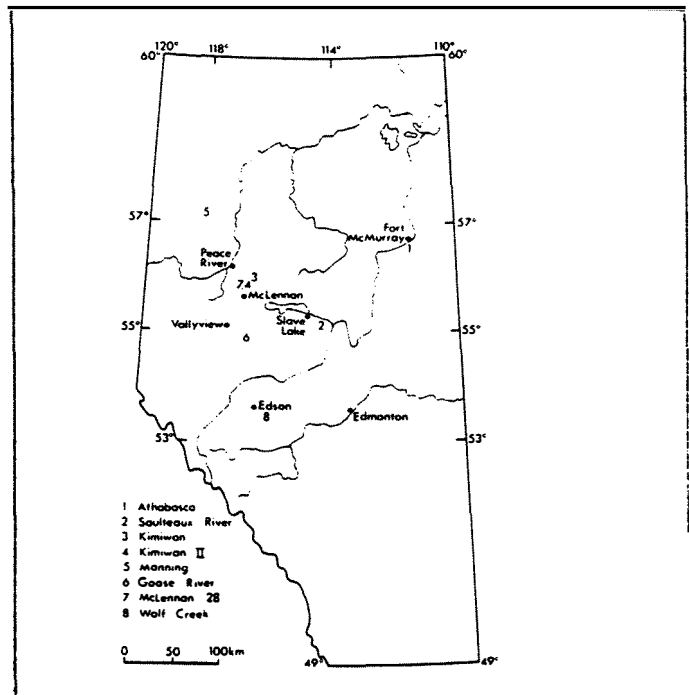 120° 118° 114° 110°
60° 60°
5
57° 57°
Fort
McMurray
1
Peace
River
3
7,4
McLennan
Vallyview
Slave
Lake
2
55° 55°
6
Edson
8
Edmonton
53° 53°
1 Athabasca
2 Saulteaux River
3 Kimiwan
4 Kimiwan II
5 Manning
6 Goose River
7 McLennan 28
8 Wolf Creek
0 50 100km
49° 49°